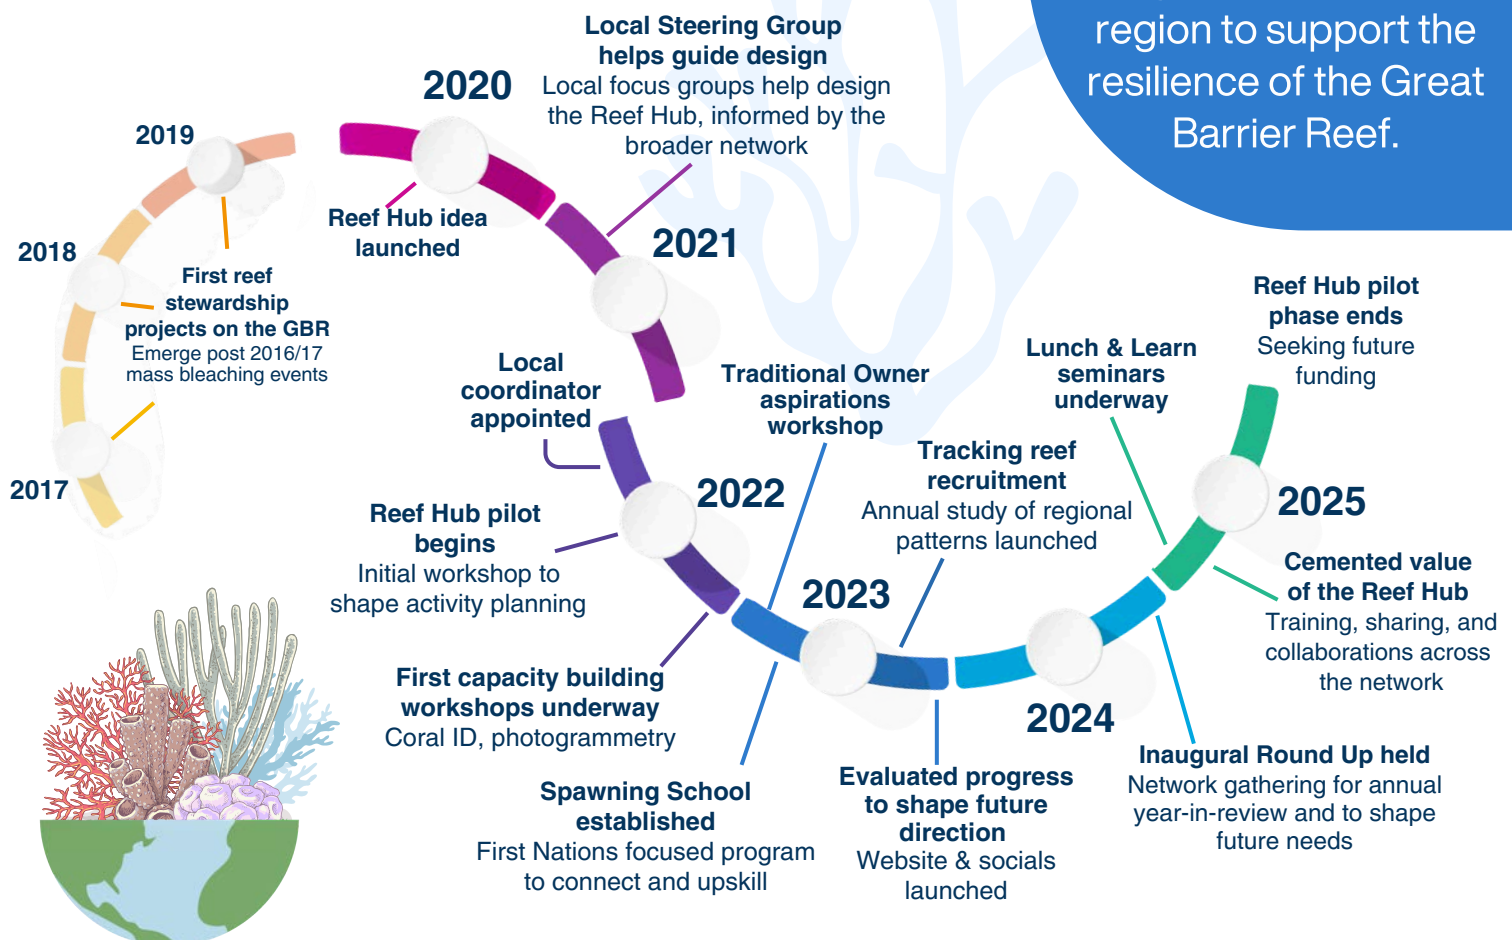 region to support the
resilience of the Great
Barrier Reef.
2017
2018
2019
First reef
stewardship
projects on the GBR
Emerge post 2016/17
mass bleaching events
2020
Reef Hub idea
launched
Local Steering Group
helps guide design
Local focus groups help design
the Reef Hub, informed by the
broader network
2021
Local
coordinator
appointed
2022
Reef Hub pilot
begins
Initial workshop to
shape activity planning
First capacity building
workshops underway
Coral ID, photogrammetry
Traditional Owner
aspirations
workshop
Spawning School
established
First Nations focused program
to connect and upskill
2023
Tracking reef
recruitment
Annual study of regional
patterns launched
Evaluated progress
to shape future
direction
Website & socials
launched
2024
Inaugural Round Up held
Network gathering for annual
year-in-review and to shape
future needs
Lunch & Learn
seminars
underway
2025
Cemented value
of the Reef Hub
Training, sharing, and
collaborations across
the network
Reef Hub pilot
phase ends
Seeking future
funding